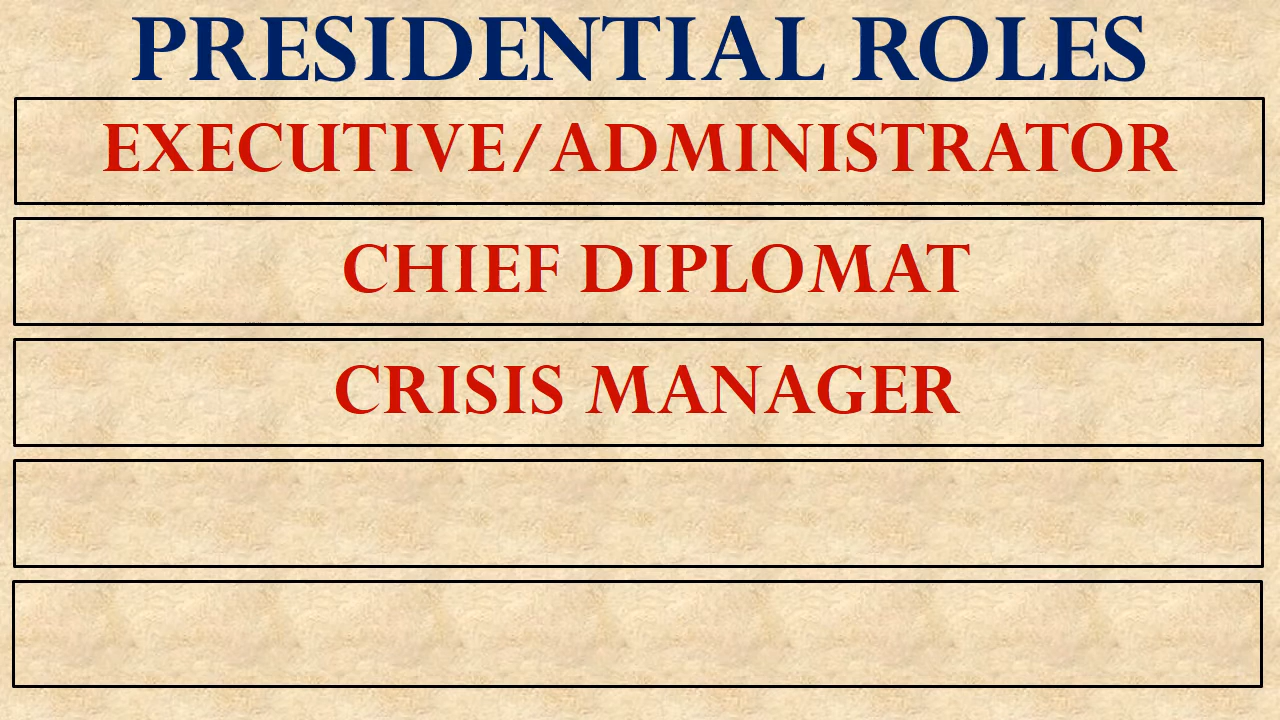 PRESIDENTIAL ROLES
EXECUTIVE/ADMINISTRATOR
CHIEF DIPLOMAT
CRISIS MANAGER